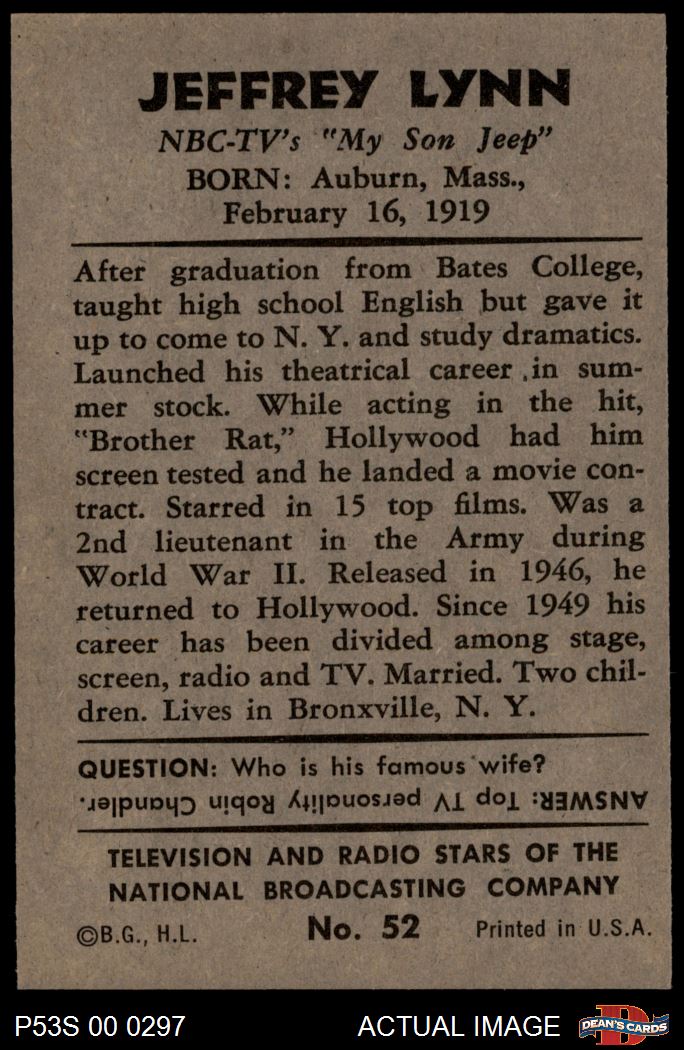 JEFFREY LYNN
NBC-TV's "My Son Jeep"
BORN: Auburn, Mass.,
February 16, 1919
After graduation from Bates College,
taught high school English but gave it
up to come to N. Y. and study dramatics.
Launched his theatrical career in sum-
mer stock. While acting in the hit,
"Brother Rat," Hollywood had him
screen tested and he landed a movie con-
tract. Starred in 15 top films. Was a
2nd lieutenant in the Army during
World War II. Released in 1946, he
returned to Hollywood. Since 1949 his
career has been divided among stage,
screen, radio and TV. Married. Two chil-
dren. Lives in Bronxville, N. Y.
QUESTION: Who is his famous wife?
ANSWER: Top TV personality Robin Chandler.
TELEVISION AND RADIO STARS OF THE
NATIONAL BROADCASTING COMPANY
©B.G., H.L. No. 52 Printed in U.S.A.
P53S 00 0297 ACTUAL IMAGE D DEAN'S CARDS